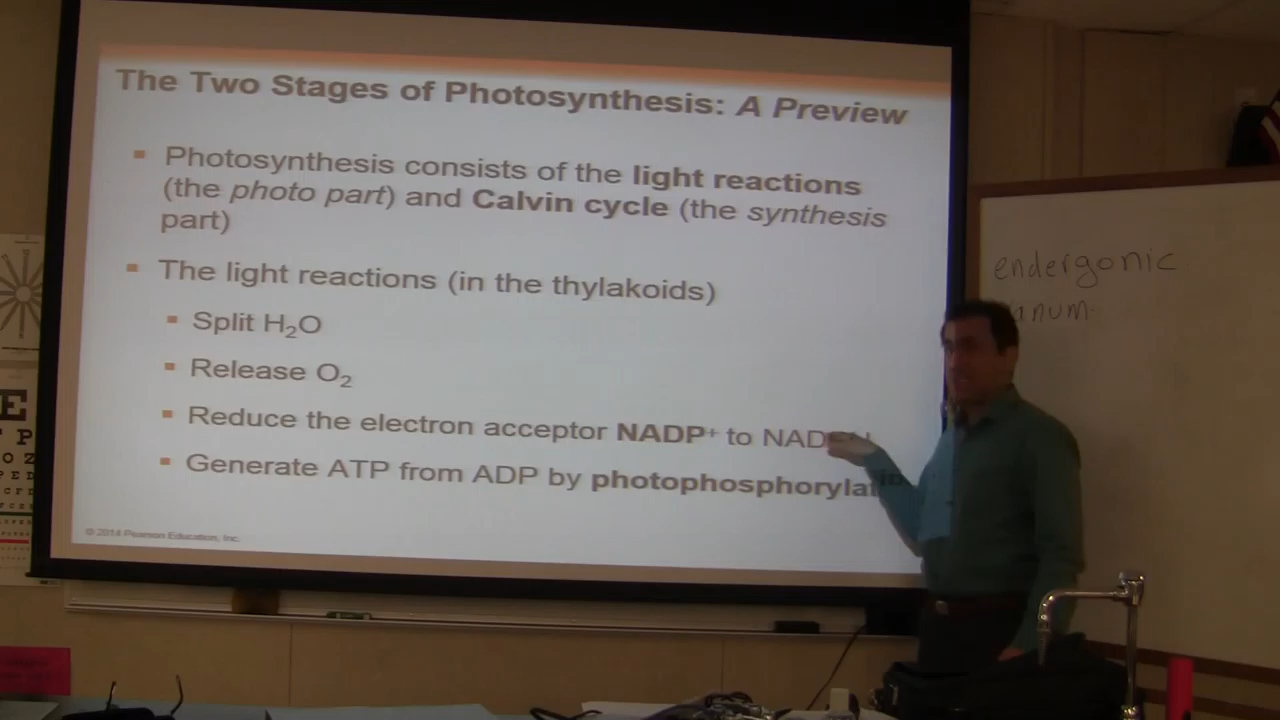 The Two Stages of Photosynthesis: A Preview
Photosynthesis consists of the light reactions
(the photo part) and Calvin cycle (the synthesis
part)
The light reactions (in the thylakoids)
Split H₂O
Release O₂
Reduce the electron acceptor NADP⁺ to
Generate ATP from ADP by
© 2014 Pearson Education, Inc.
endergonic
E
P
O Z